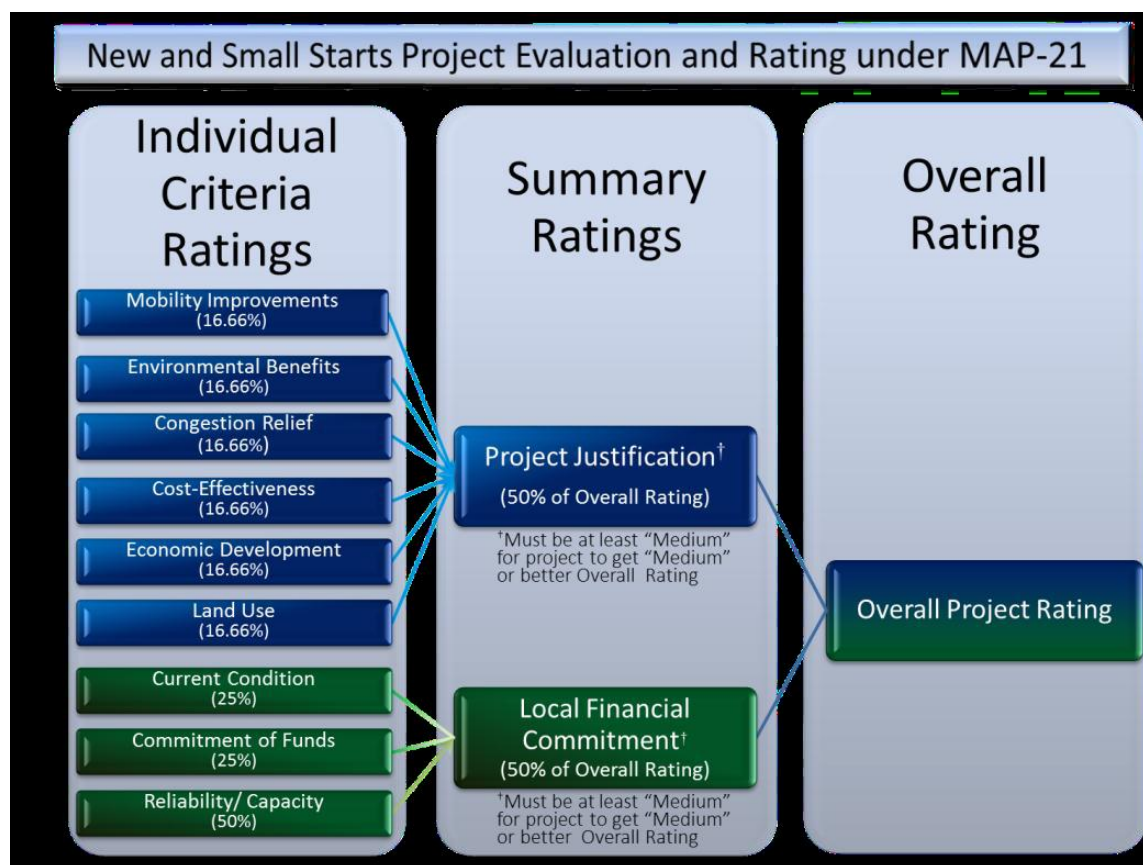 New and Small Starts Project Evaluation and Rating under MAP-21
Individual
Criteria
Ratings
Mobility Improvements
(16.66%)
Environmental Benefits
(16.66%)
Congestion Relief
(16.66%)
Cost-Effectiveness
(16.66%)
Economic Development
(16.66%)
Land Use
(16.66%)
Current Condition
(25%)
Commitment of Funds
(25%)
Reliability/ Capacity
(50%)
Summary
Ratings
Project Justification†
(50% of Overall Rating)
†Must be at least “Medium”
for project to get “Medium”
or better Overall Rating
Local Financial
Commitment†
(50% of Overall Rating)
†Must be at least “Medium”
for project to get “Medium”
or better Overall Rating
Overall
Rating
Overall Project Rating